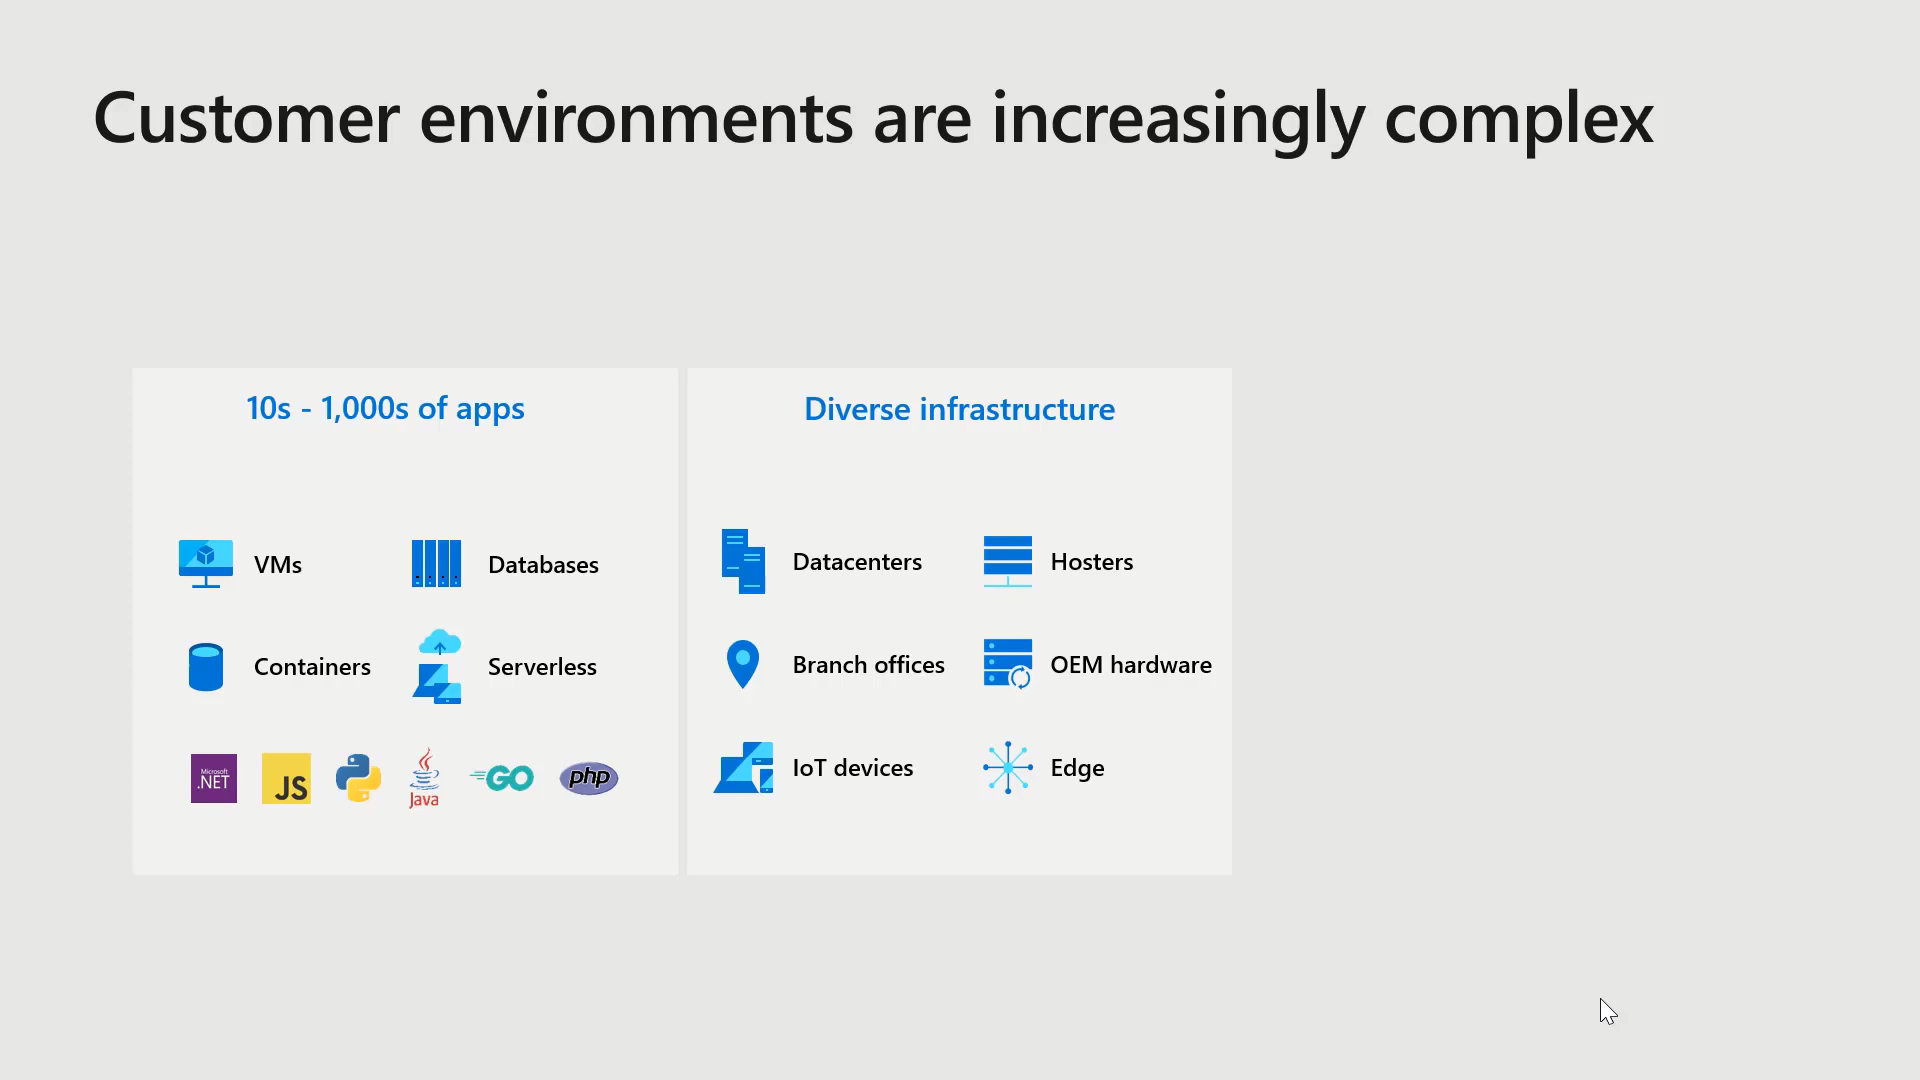 Customer environments are increasingly complex
10s - 1,000s of apps
VMs
Databases
Containers
Serverless
Microsoft
.NET
JS
Java
GO
php
Diverse infrastructure
Datacenters
Hosters
Branch offices
OEM hardware
IoT devices
Edge